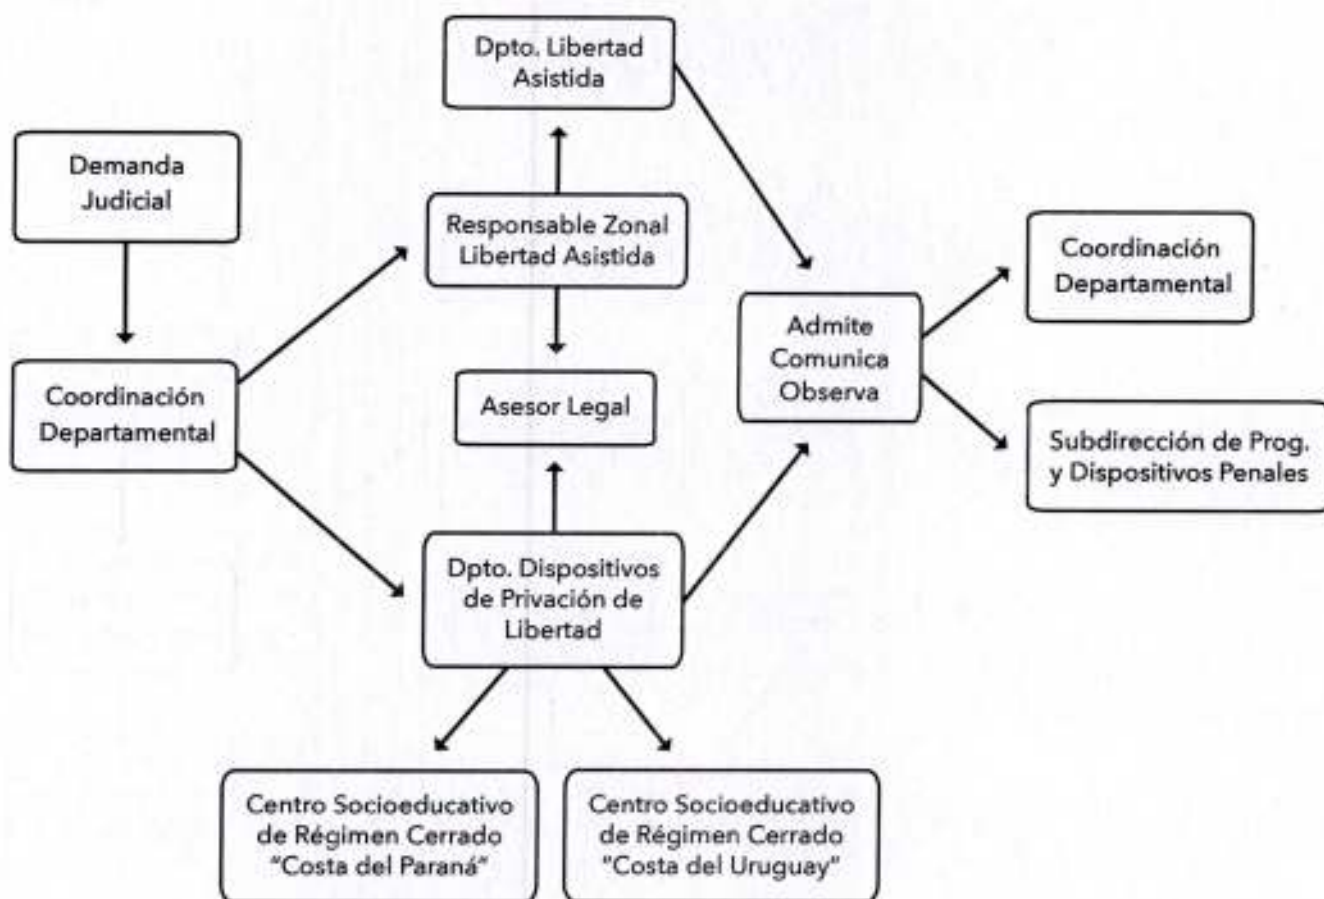 Dpto. Libertad
Asistida
Demanda
Judicial
Responsable Zonal
Libertad Asistida
Coordinación
Departamental
Admite
Comunica
Observa
Coordinación
Departamental
Asesor Legal
Subdirección de Prog.
y Dispositivos Penales
Dpto. Dispositivos
de Privación de
Libertad
Centro Socioeducativo
de Régimen Cerrado
"Costa del Paraná"
Centro Socioeducativo
de Régimen Cerrado
"Costa del Uruguay"